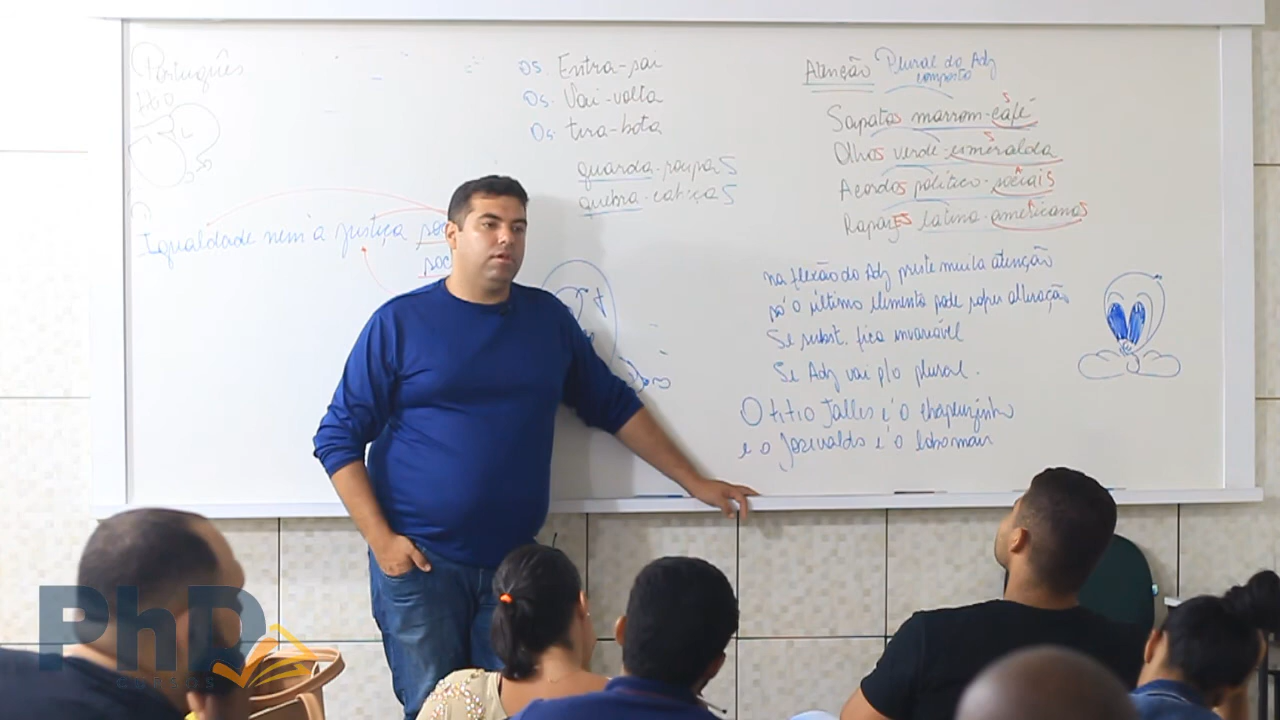 Português
Igualdade nem à justiça
Os. Entra-sai
Os. Vai-volta
Os. tira-bota
guarda-roupas
quebra-cabeças
Atenção Plural do Adj composto
Sapatos marrom-café
Olhos verde-esmeralda
Acordos político-sociais
Rapazes latino-americanos
na flexão do Adj preste muita atenção
só o último elemento pode sofrer alteração
Se subst. fica invariável
Se Adj vai p/o plural.
O titio Talles é o chapeuzinho
e o Josivaldo é o lobo mau
PhD
CURSOS